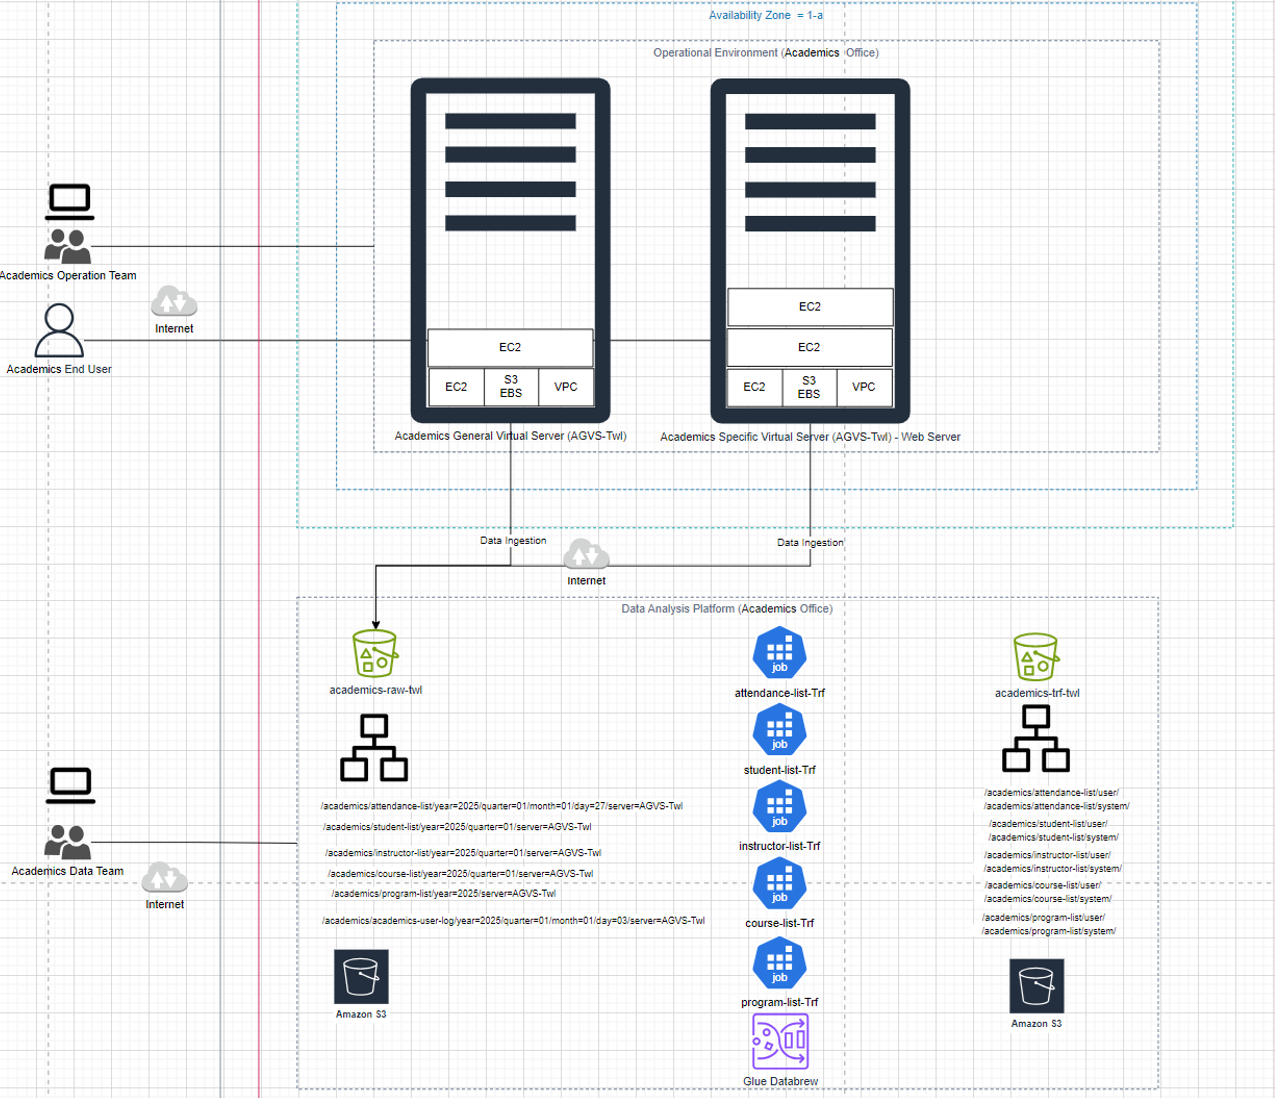 Availability Zone = 1-a
Operational Environment (Academics Office)
Academics Operation Team
Internet
Academics End User
EC2
EC2
S3
EBS
VPC
Academics General Virtual Server (AGVS-Twl)
EC2
EC2
EC2
S3
EBS
VPC
Academics Specific Virtual Server (AGVS-Twl) - Web Server
Data Ingestion
Data Ingestion
Internet
Data Analysis Platform (Academics Office)
academics-raw-twl
/academics/attendance-list/year=2025/quarter=01/month=01/day=27/server=AGVS-Twl
/academics/student-list/year=2025/quarter=01/server=AGVS-Twl
/academics/instructor-list/year=2025/quarter=01/server=AGVS-Twl
/academics/course-list/year=2025/quarter=01/server=AGVS-Twl
/academics/program-list/year=2025/server=AGVS-Twl
/academics/academics-user-log/year=2025/quarter=01/month=01/day=03/server=AGVS-Twl
Amazon S3
Academics Data Team
Internet
job
attendance-list-Trf
job
student-list-Trf
job
instructor-list-Trf
job
course-list-Trf
job
program-list-Trf
Glue Databrew
academics-trf-twl
/academics/attendance-list/user/
/academics/attendance-list/system/
/academics/student-list/user/
/academics/student-list/system/
/academics/instructor-list/user/
/academics/instructor-list/system/
/academics/course-list/user/
/academics/course-list/system/
/academics/program-list/user/
/academics/program-list/system/
Amazon S3